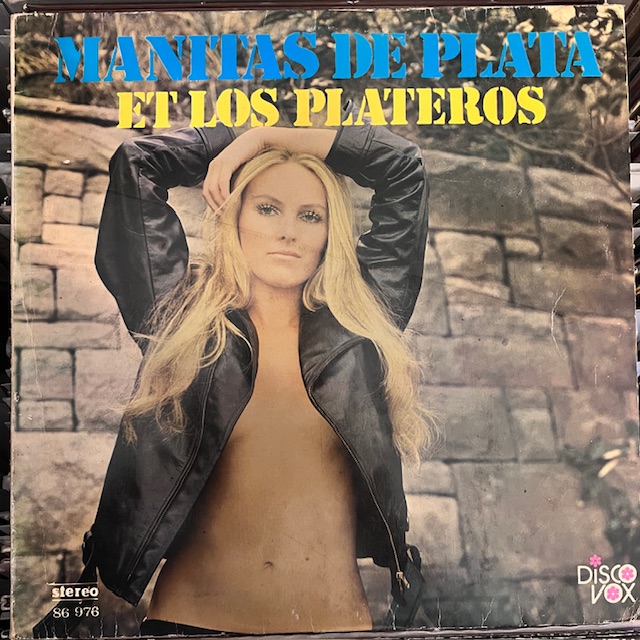 MANITAS DE PLATA
ET LOS PLATEROS
stereo
86 976
DISCO
VOX